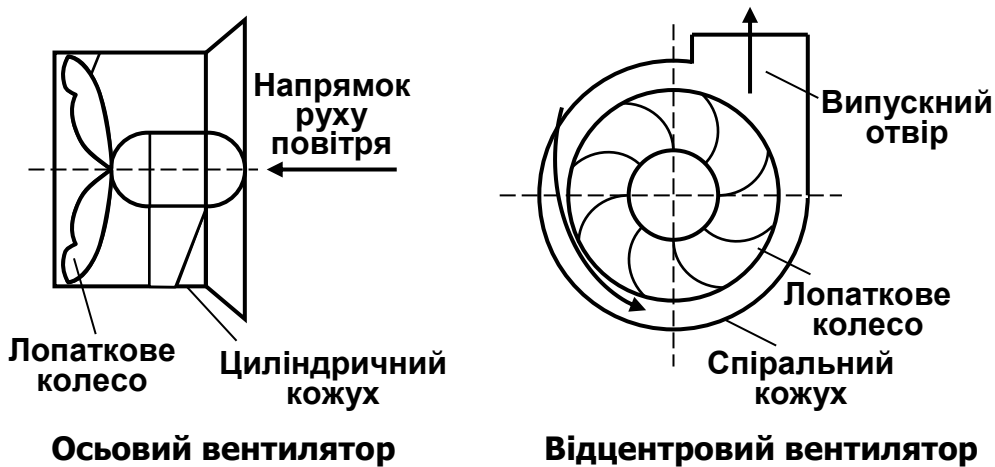 Напрямок
руху
повітря
Лопаткове
колесо
Циліндричний
кожух
Осьовий вентилятор
Випускний
отвір
Лопаткове
колесо
Спіральний
кожух
Відцентровий вентилятор